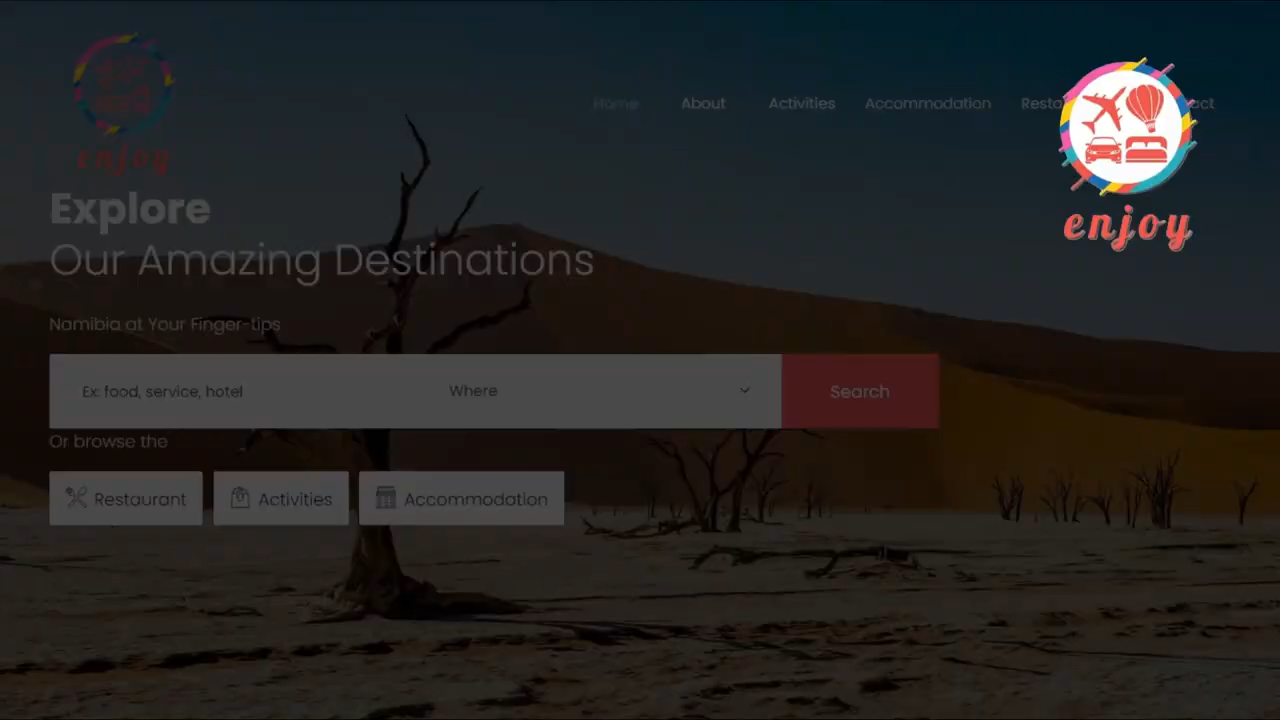 Home About Activities Accommodation
enjoy
enjoy
Explore
Our Amazing Destinations
Namibia at Your Finger-tips
Ex: food, service, hotel Where Search
Or browse the
Restaurant Activities Accommodation